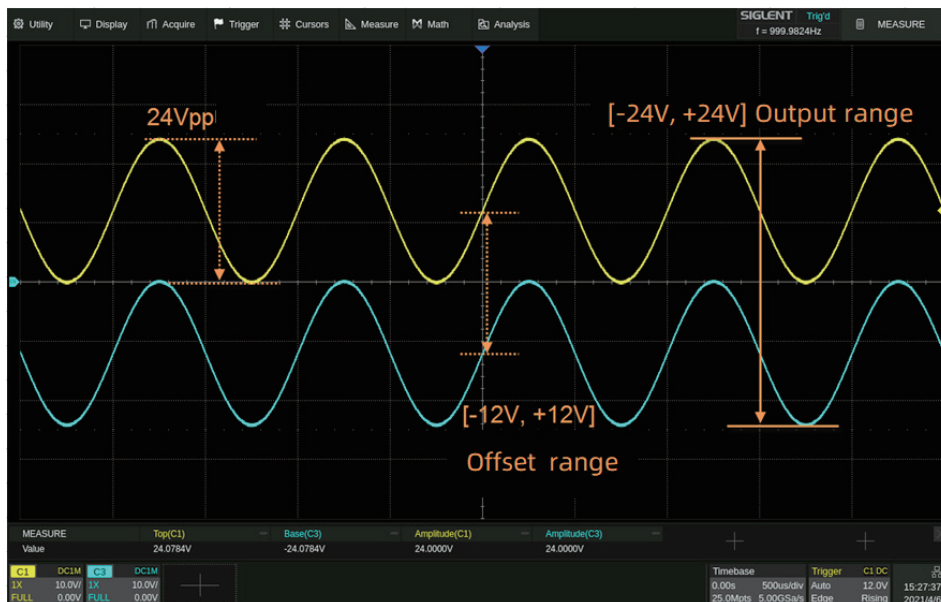 Utility Display Acquire Trigger Cursors Measure Math Analysis
SIGLENT Trig'd
f = 999.9824Hz
MEASURE
24Vpp
[-24V, +24V] Output range
[-12V, +12V]
Offset range
MEASURE Top(C1) Base(C3) Amplitude(C1) Amplitude(C3)
Value 24.0784V -24.0784V 24.0000V 24.0000V
C1 DC1M
1X 10.0V/
FULL 0.00V
C3 DC1M
1X 10.0V/
FULL 0.00V
Timebase
0.00s 500us/div
25.0Mpts 5.00GSa/s
Trigger C1 DC
Auto 12.0V
Edge Rising
15:27:37
2021/4/6